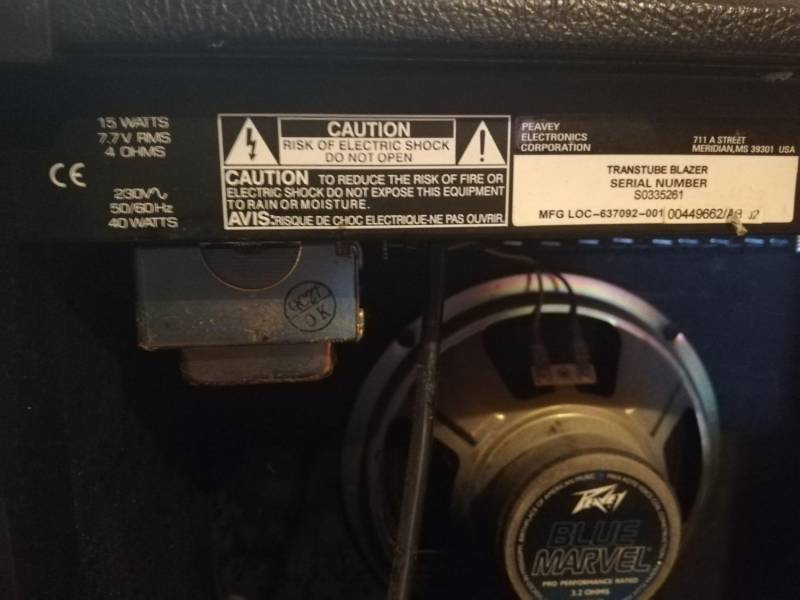 15 WATTS
7.7V RMS
4 OHMS
CE
230V∿
50/60Hz
40 WATTS
CAUTION
RISK OF ELECTRIC SHOCK
DO NOT OPEN
CAUTION TO REDUCE THE RISK OF FIRE OR
ELECTRIC SHOCK DO NOT EXPOSE THIS EQUIPMENT
TO RAIN OR MOISTURE.
AVIS: RISQUE DE CHOC ELECTRIQUE-NE PAS OUVRIR.
PEAVEY
ELECTRONICS
CORPORATION
711 A STREET
MERIDIAN, MS 39301 USA
TRANSTUBE BLAZER
SERIAL NUMBER
S0335261
MFG LOC-637092-001 00449662/
PEAVEY
BLUE
MARVEL
PRO PERFORMANCE RATED
3.2 OHMS